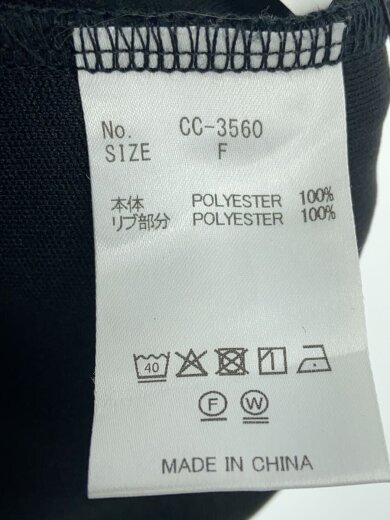 No. CC-3560
SIZE F
本体 POLYESTER 100%
リブ部分 POLYESTER 100%
40
F W
MADE IN CHINA